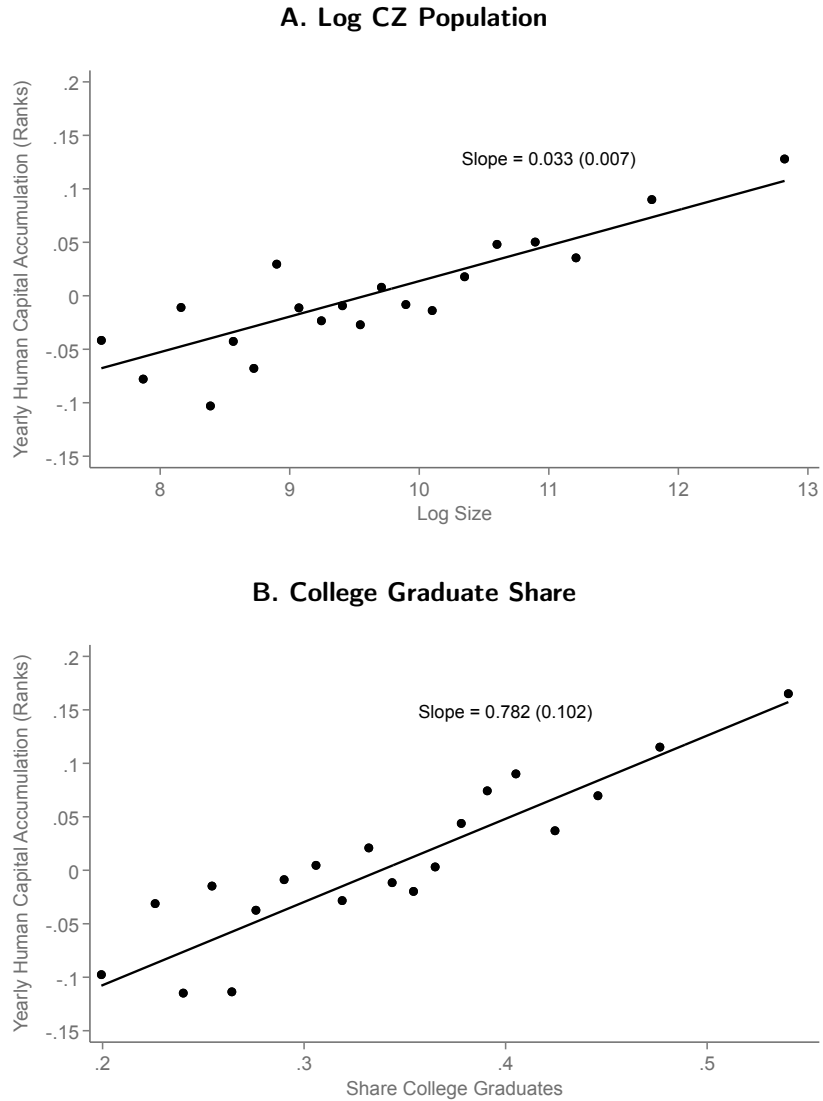 A. Log CZ Population
Yearly Human Capital Accumulation (Ranks)
.2
.15
.1
.05
0
-.05
-.1
-.15
Slope = 0.033 (0.007)
8 9 10 11 12 13
Log Size
B. College Graduate Share
Yearly Human Capital Accumulation (Ranks)
.2
.15
.1
.05
0
-.05
-.1
-.15
Slope = 0.782 (0.102)
.2 .3 .4 .5
Share College Graduates